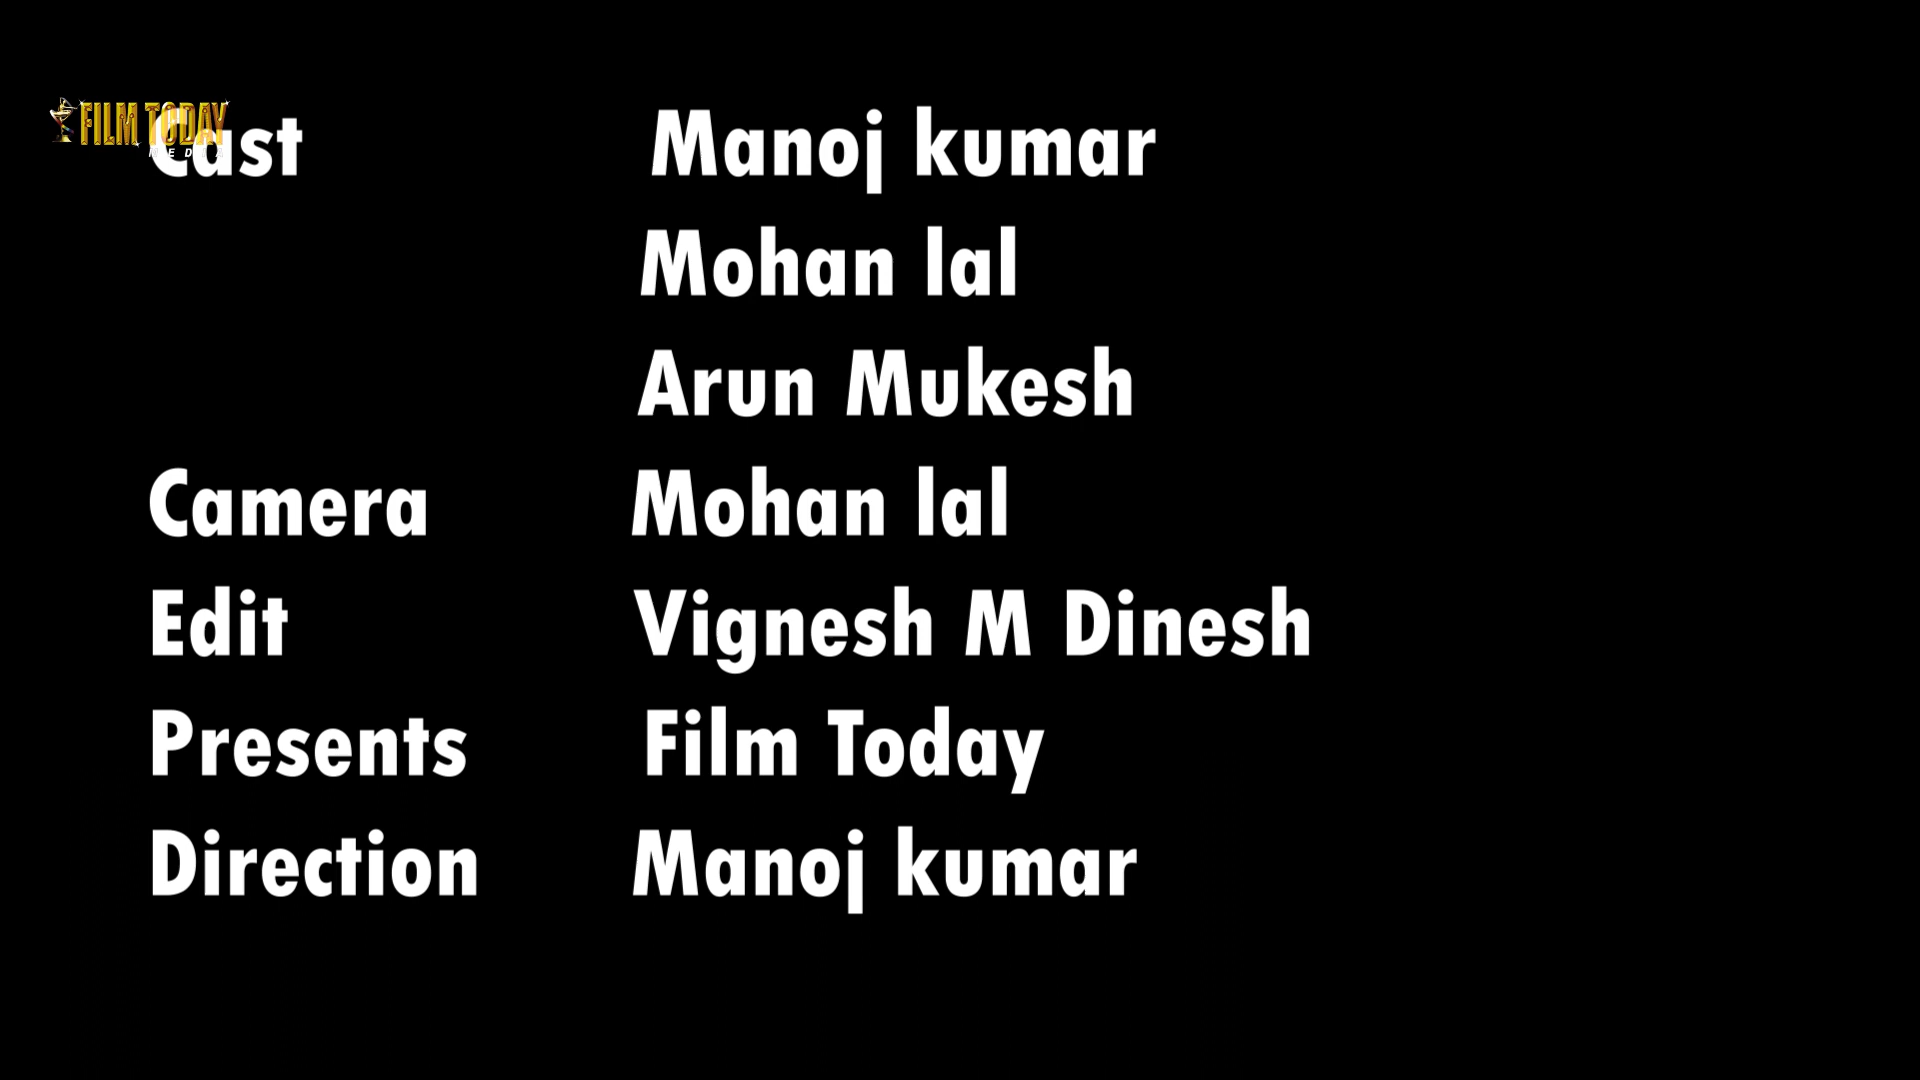 FILM TODAY
MEDIA
Cast Manoj kumar
Mohan lal
Arun Mukesh
Camera Mohan lal
Edit Vignesh M Dinesh
Presents Film Today
Direction Manoj kumar